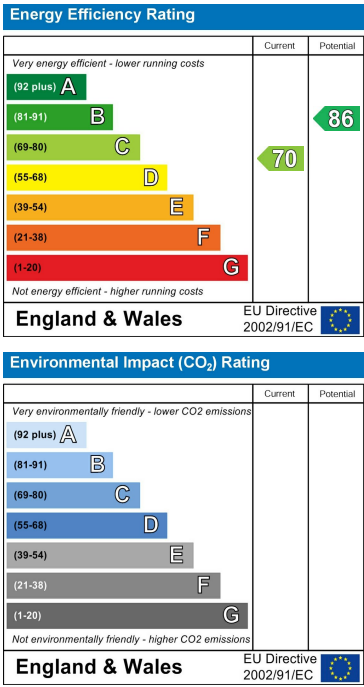 Energy Efficiency Rating
Current Potential
Very energy efficient - lower running costs
(92 plus) A
(81-91) B
86
(69-80) C
70
(55-68) D
(39-54) E
(21-38) F
(1-20) G
Not energy efficient - higher running costs
England & Wales
EU Directive
2002/91/EC
Environmental Impact (CO₂) Rating
Current Potential
Very environmentally friendly - lower CO2 emissions
(92 plus) A
(81-91) B
(69-80) C
(55-68) D
(39-54) E
(21-38) F
(1-20) G
Not environmentally friendly - higher CO2 emissions
England & Wales
EU Directive
2002/91/EC